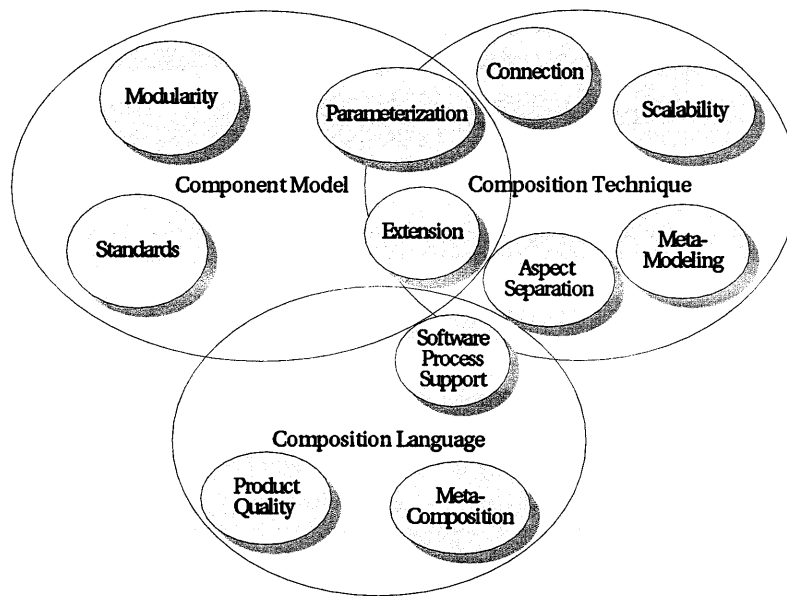 Modularity
Parameterization
Connection
Scalability
Component Model
Composition Technique
Standards
Extension
Aspect
Separation
Meta-
Modeling
Software
Process
Support
Composition Language
Product
Quality
Meta-
Composition